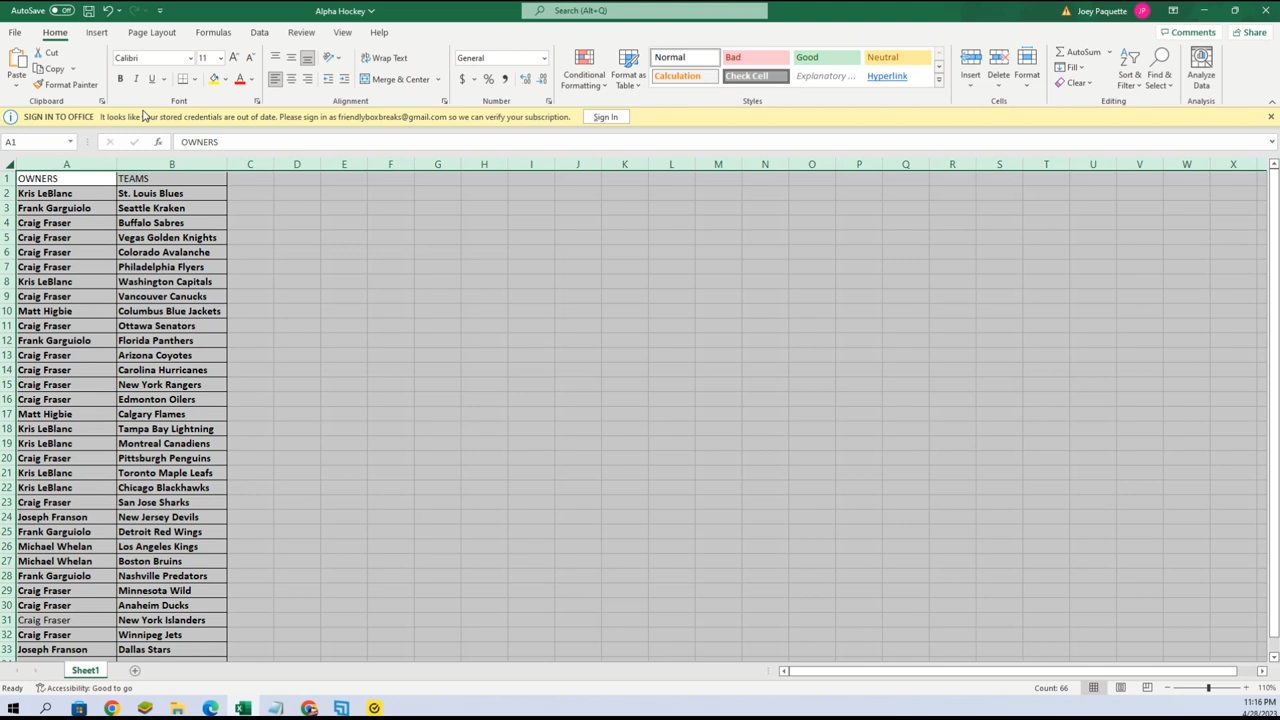 AutoSave Off Alpha Hockey Search (Alt+Q) Joey Paquette JP
File Home Insert Page Layout Formulas Data Review View Help Comments Share
Paste Cut Copy Format Painter
Calibri 11
Wrap Text
Merge & Center
General
Conditional Formatting Format as Table
Normal Bad Good Neutral
Calculation Check Cell Explanatory ... Hyperlink
Insert Delete Format
AutoSum Fill Clear
Sort & Filter Find & Select
Analyze Data
Clipboard Font Alignment Number Styles Cells Editing Analysis
SIGN IN TO OFFICE It looks like your stored credentials are out of date. Please sign in as friendlyboxbreaks@gmail.com so we can verify your subscription. Sign In
A1 fx OWNERS
A B C D E F G H I J K L M N O P Q R S T U V W X
1 OWNERS TEAMS
2 Kris LeBlanc St. Louis Blues
3 Frank Garguiolo Seattle Kraken
4 Craig Fraser Buffalo Sabres
5 Craig Fraser Vegas Golden Knights
6 Craig Fraser Colorado Avalanche
7 Craig Fraser Philadelphia Flyers
8 Kris LeBlanc Washington Capitals
9 Craig Fraser Vancouver Canucks
10 Matt Higbie Columbus Blue Jackets
11 Craig Fraser Ottawa Senators
12 Frank Garguiolo Florida Panthers
13 Craig Fraser Arizona Coyotes
14 Craig Fraser Carolina Hurricanes
15 Craig Fraser New York Rangers
16 Craig Fraser Edmonton Oilers
17 Matt Higbie Calgary Flames
18 Kris LeBlanc Tampa Bay Lightning
19 Kris LeBlanc Montreal Canadiens
20 Craig Fraser Pittsburgh Penguins
21 Kris LeBlanc Toronto Maple Leafs
22 Kris LeBlanc Chicago Blackhawks
23 Craig Fraser San Jose Sharks
24 Joseph Franson New Jersey Devils
25 Frank Garguiolo Detroit Red Wings
26 Michael Whelan Los Angeles Kings
27 Michael Whelan Boston Bruins
28 Frank Garguiolo Nashville Predators
29 Craig Fraser Minnesota Wild
30 Craig Fraser Anaheim Ducks
31 Craig Fraser New York Islanders
32 Craig Fraser Winnipeg Jets
33 Joseph Franson Dallas Stars
Sheet1
Ready Accessibility: Good to go Count: 66 110%
11:16 PM
4/28/2023